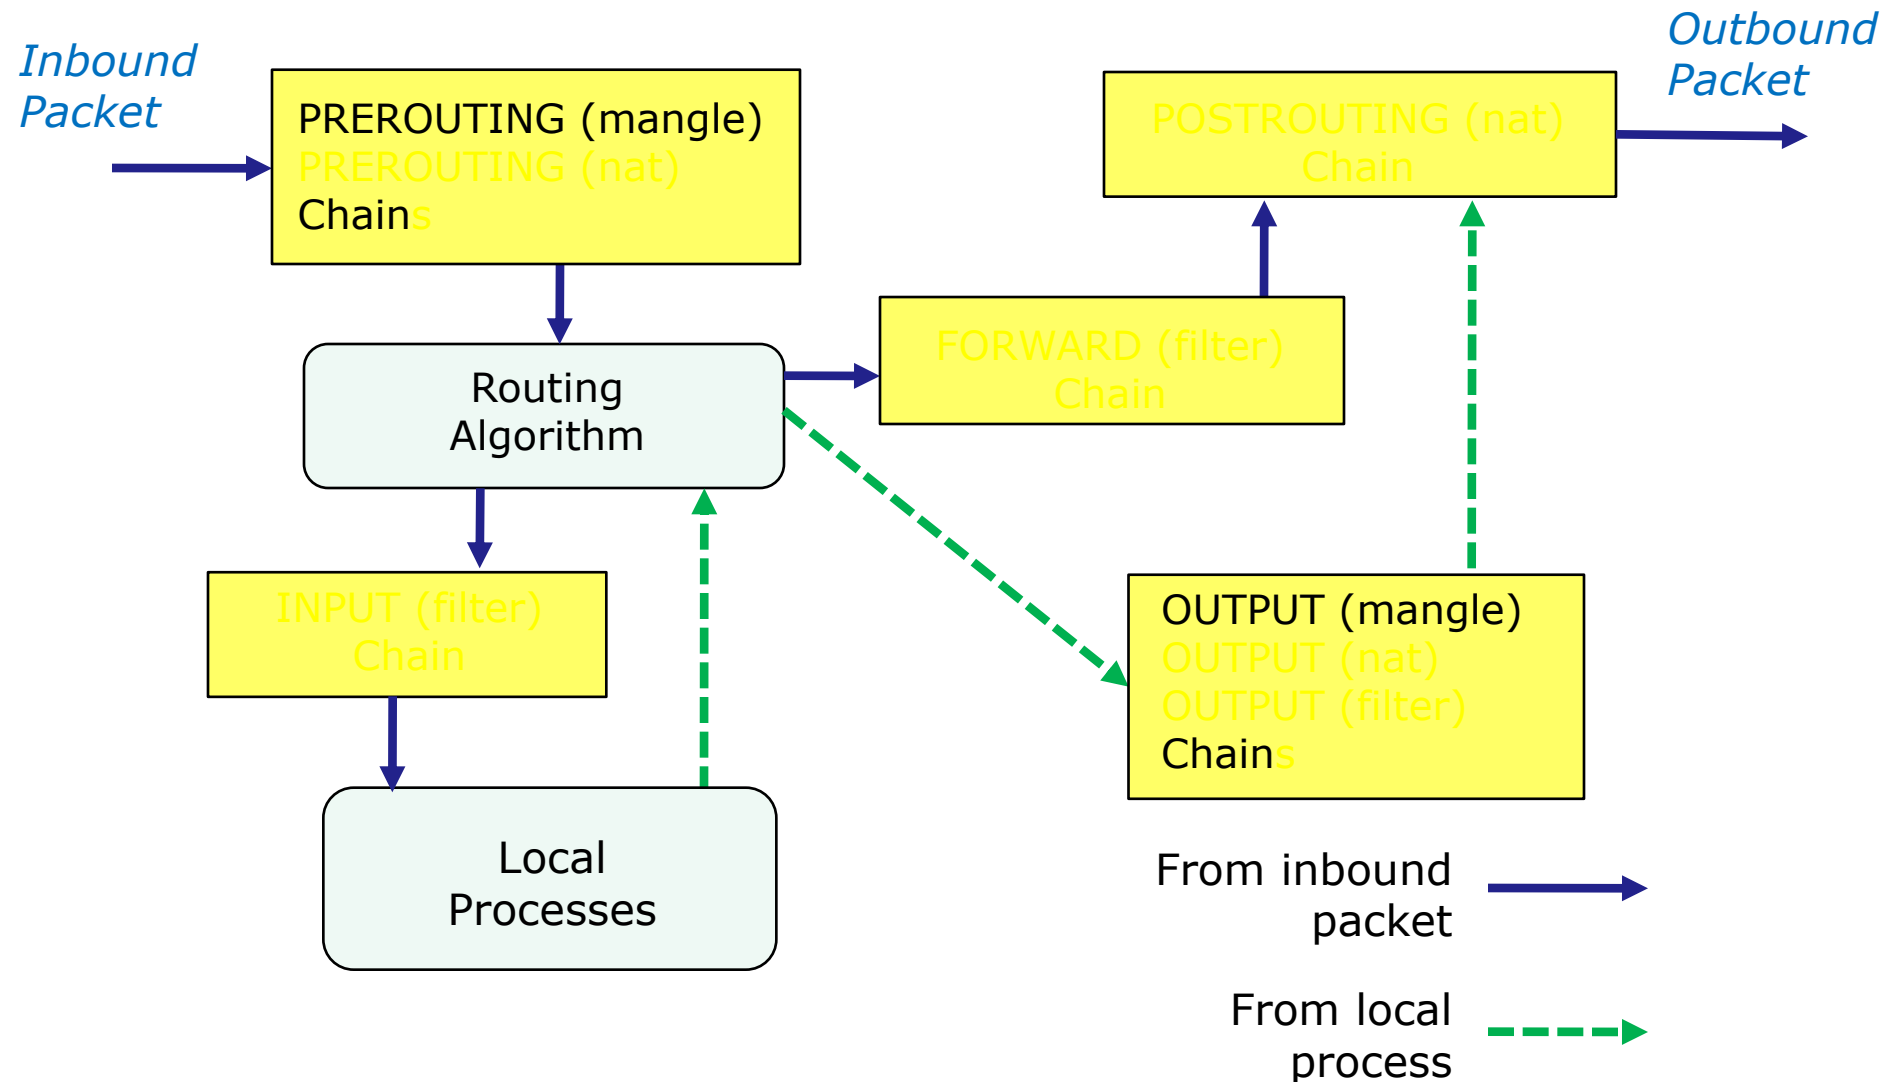 Inbound
Packet
PREROUTING (mangle)
PREROUTING (nat)
Chains
Outbound
Packet
POSTROUTING (nat)
Chain
FORWARD (filter)
Chain
Routing
Algorithm
INPUT (filter)
Chain
OUTPUT (mangle)
OUTPUT (nat)
OUTPUT (filter)
Chains
Local
Processes
From inbound
packet
From local
process